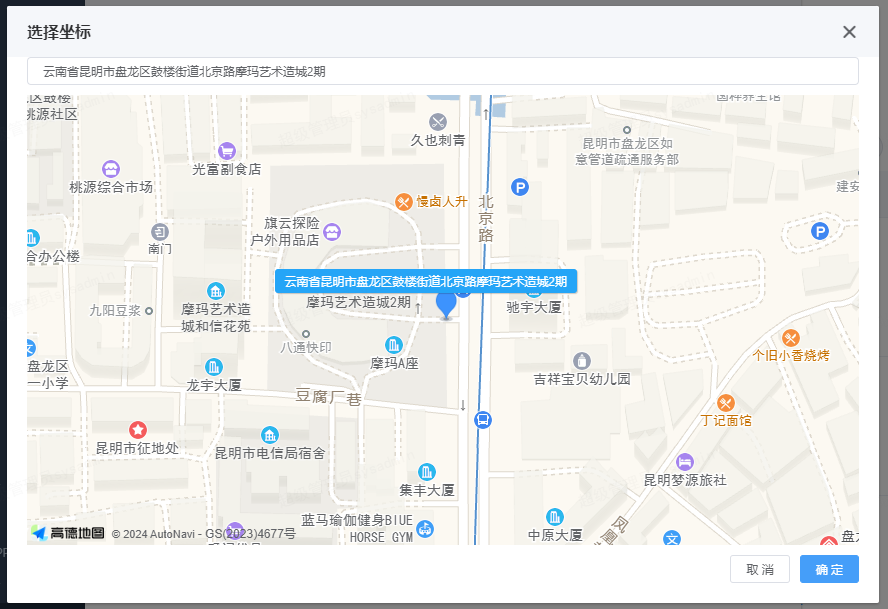 选择坐标
云南省昆明市盘龙区鼓楼街道北京路摩玛艺术造城2期
区鼓楼
桃源社区
久也刺青
昆明市盘龙区如
意管道疏通服务部
光富副食店
桃源综合市场
建安
慢卤人升
北京路
旗云探险
户外用品店
南门
合办公楼
云南省昆明市盘龙区鼓楼街道北京路摩玛艺术造城2期
摩玛艺术造城2期
驰宇大厦
九阳豆浆
摩玛艺术造
城和信花苑
八通快印
摩玛A座
个旧小香烧烤
盘龙区
一小学
龙宇大厦
吉祥宝贝幼儿园
豆腐厂巷
丁记面馆
昆明市征地处
昆明市电信局宿舍
昆明梦源旅社
集丰大厦
蓝马瑜伽健身BIUE
HORSE GYM
中原大厦
凤凰
高德地图
© 2024 AutoNavi - GS(2023)4677号
取消
确定